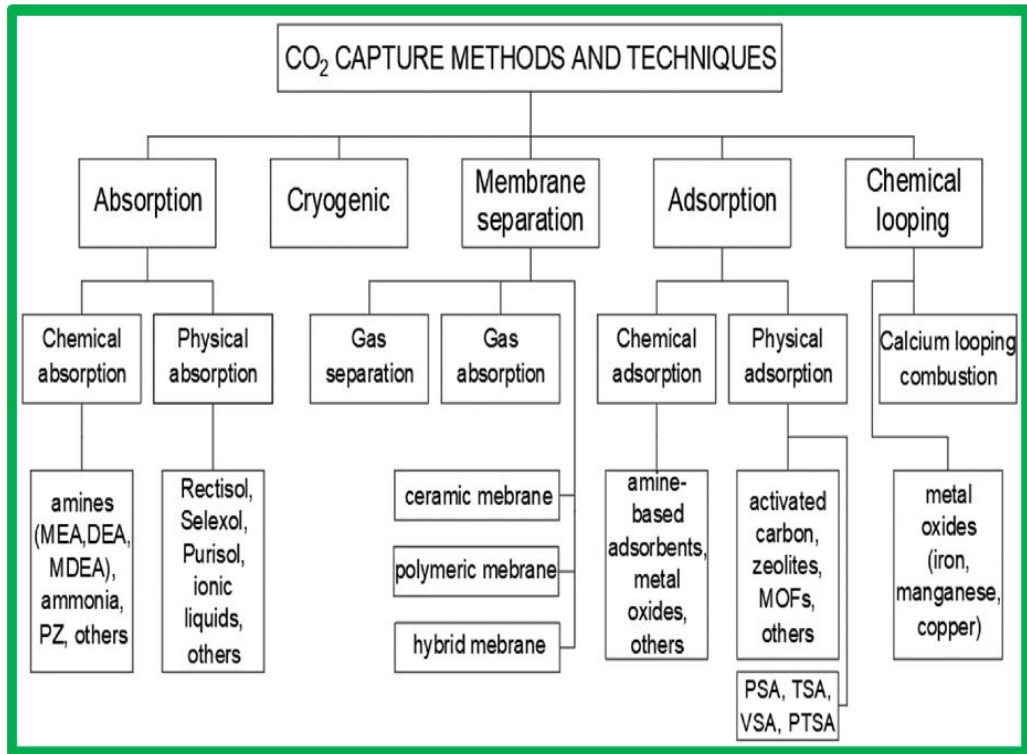 CO₂ CAPTURE METHODS AND TECHNIQUES
Absorption
Cryogenic
Membrane
separation
Adsorption
Chemical
looping
Chemical
absorption
Physical
absorption
Gas
separation
Gas
absorption
Chemical
adsorption
Physical
adsorption
Calcium looping
combustion
amines
(MEA,DEA,
MDEA),
ammonia,
PZ, others
Rectisol,
Selexol,
Purisol,
ionic
liquids,
others
ceramic mebrane
polymeric mebrane
hybrid mebrane
amine-
based
adsorbents,
metal
oxides,
others
activated
carbon,
zeolites,
MOFs,
others
PSA, TSA,
VSA, PTSA
metal
oxides
(iron,
manganese,
copper)